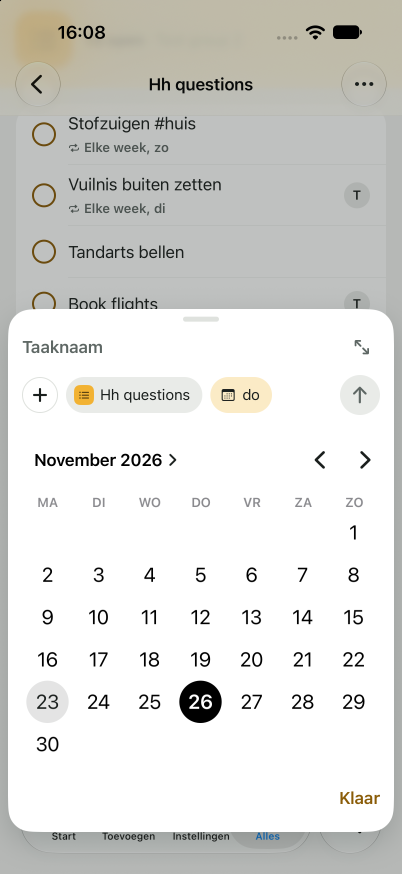 16:08
Hh questions
Stofzuigen #huis
Elke week, zo
Vuilnis buiten zetten
Elke week, di
T
Tandarts bellen
Book flights
T
Taaknaam
Hh questions
do
November 2026
MA DI WO DO VR ZA ZO
1
2 3 4 5 6 7 8
9 10 11 12 13 14 15
16 17 18 19 20 21 22
23 24 25 26 27 28 29
30
Klaar
Start Toevoegen Instellingen Alles